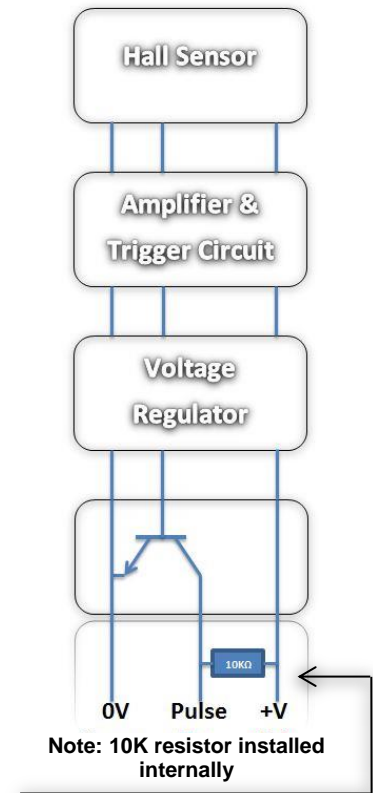 Hall Sensor
Amplifier &
Trigger Circuit
Voltage
Regulator
10KΩ
0V Pulse +V
Note: 10K resistor installed
internally